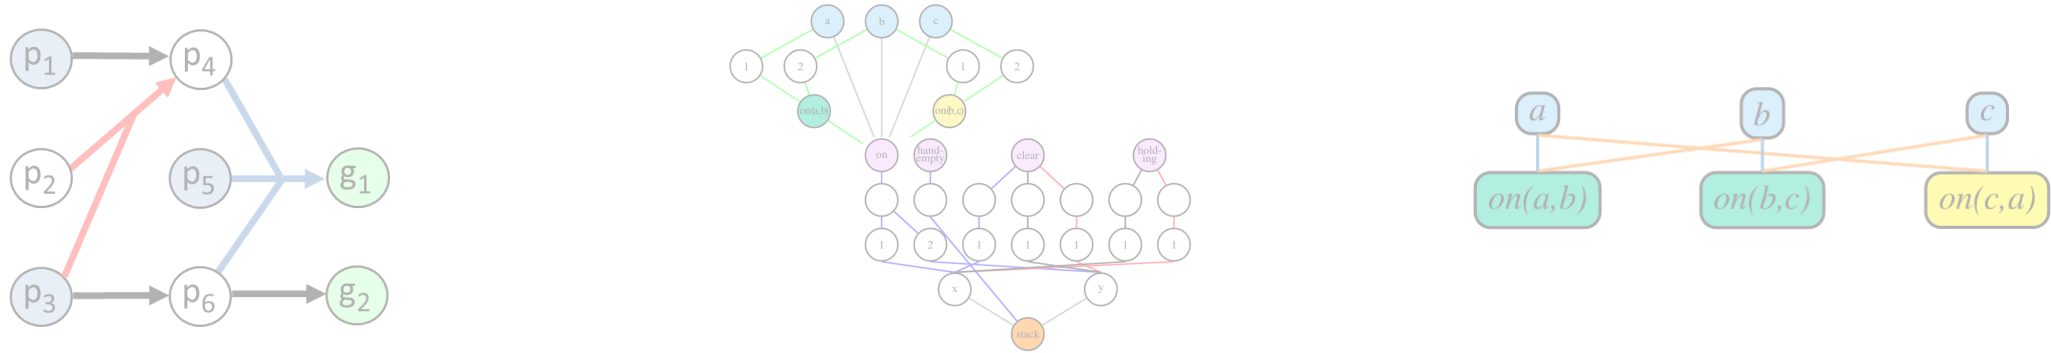 p1 p4
p2 p5 g1
p3 p6 g2
a b c
1 2 1 2
on(a,b) on(b,c)
on hand-
empty clear hold-
ing
1 2 1 1 1 1 1
x y
stack
a b c
on(a,b) on(b,c) on(c,a)